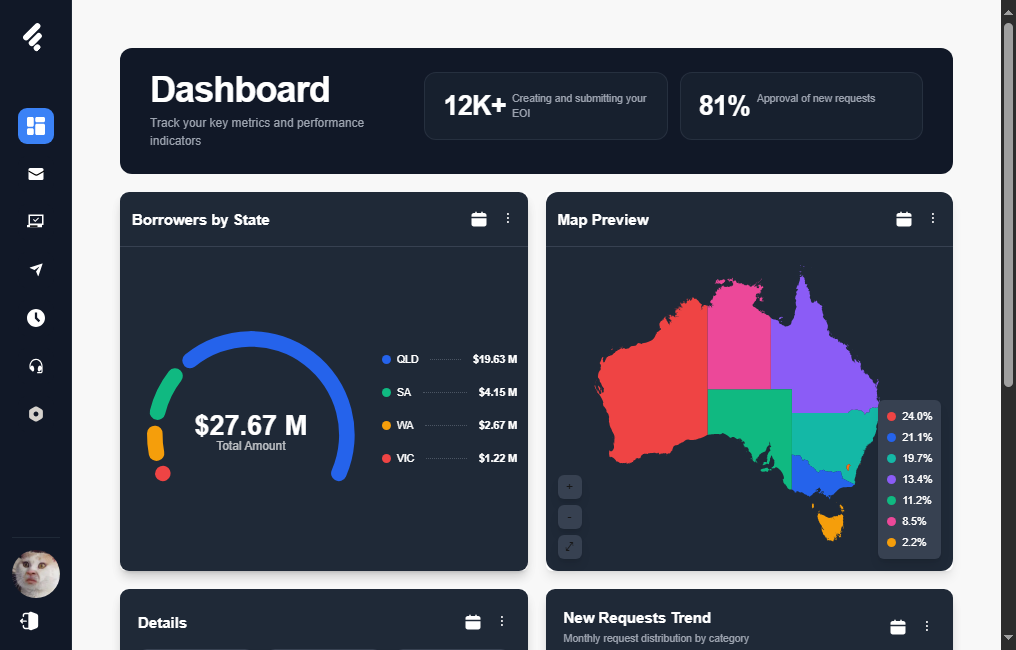 Dashboard
Track your key metrics and performance
indicators
12K+
Creating and submitting your
EOI
81%
Approval of new requests
Borrowers by State
$27.67 M
Total Amount
QLD $19.63 M
SA $4.15 M
WA $2.67 M
VIC $1.22 M
Map Preview
+
-
24.0%
21.1%
19.7%
13.4%
11.2%
8.5%
2.2%
Details
New Requests Trend
Monthly request distribution by category